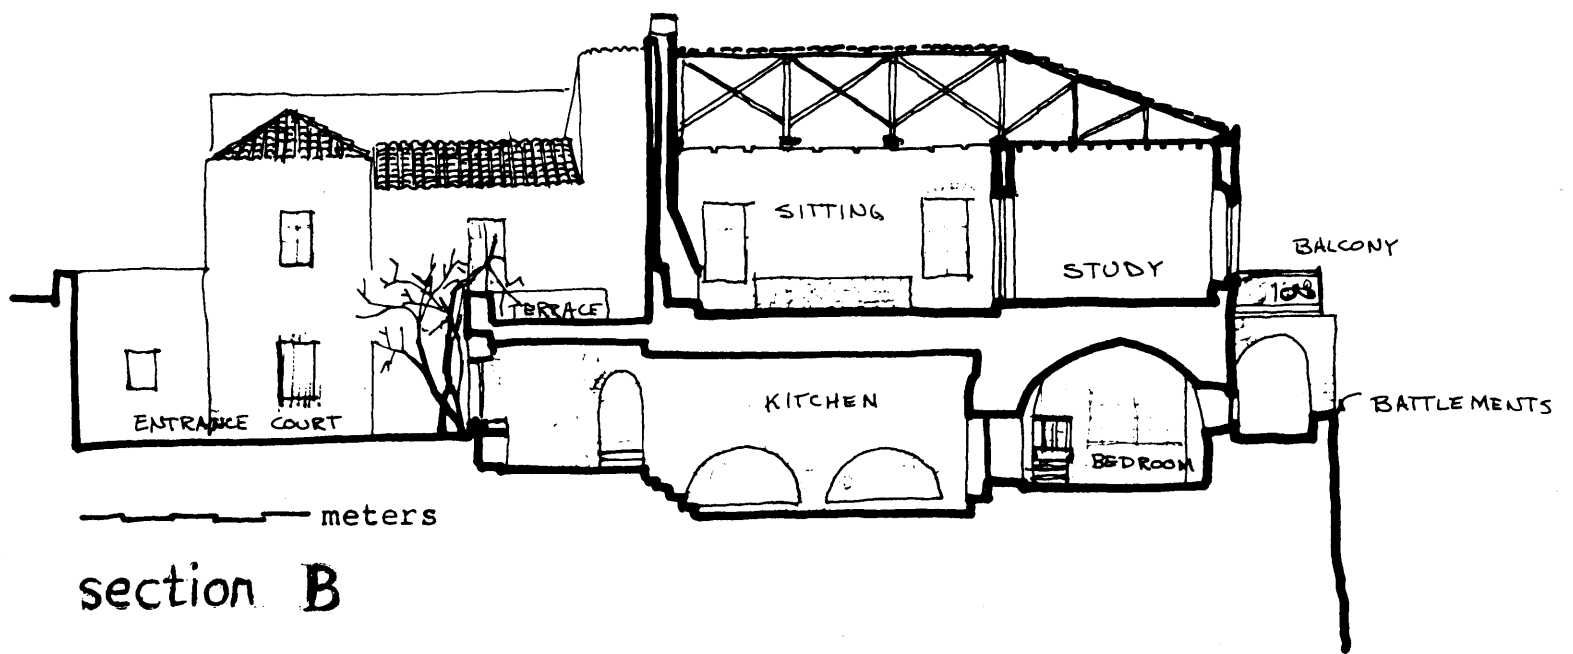 BALCONY
SITTING
STUDY
TERRACE
KITCHEN
BATTLEMENTS
ENTRANCE COURT
BEDROOM
meters
section B